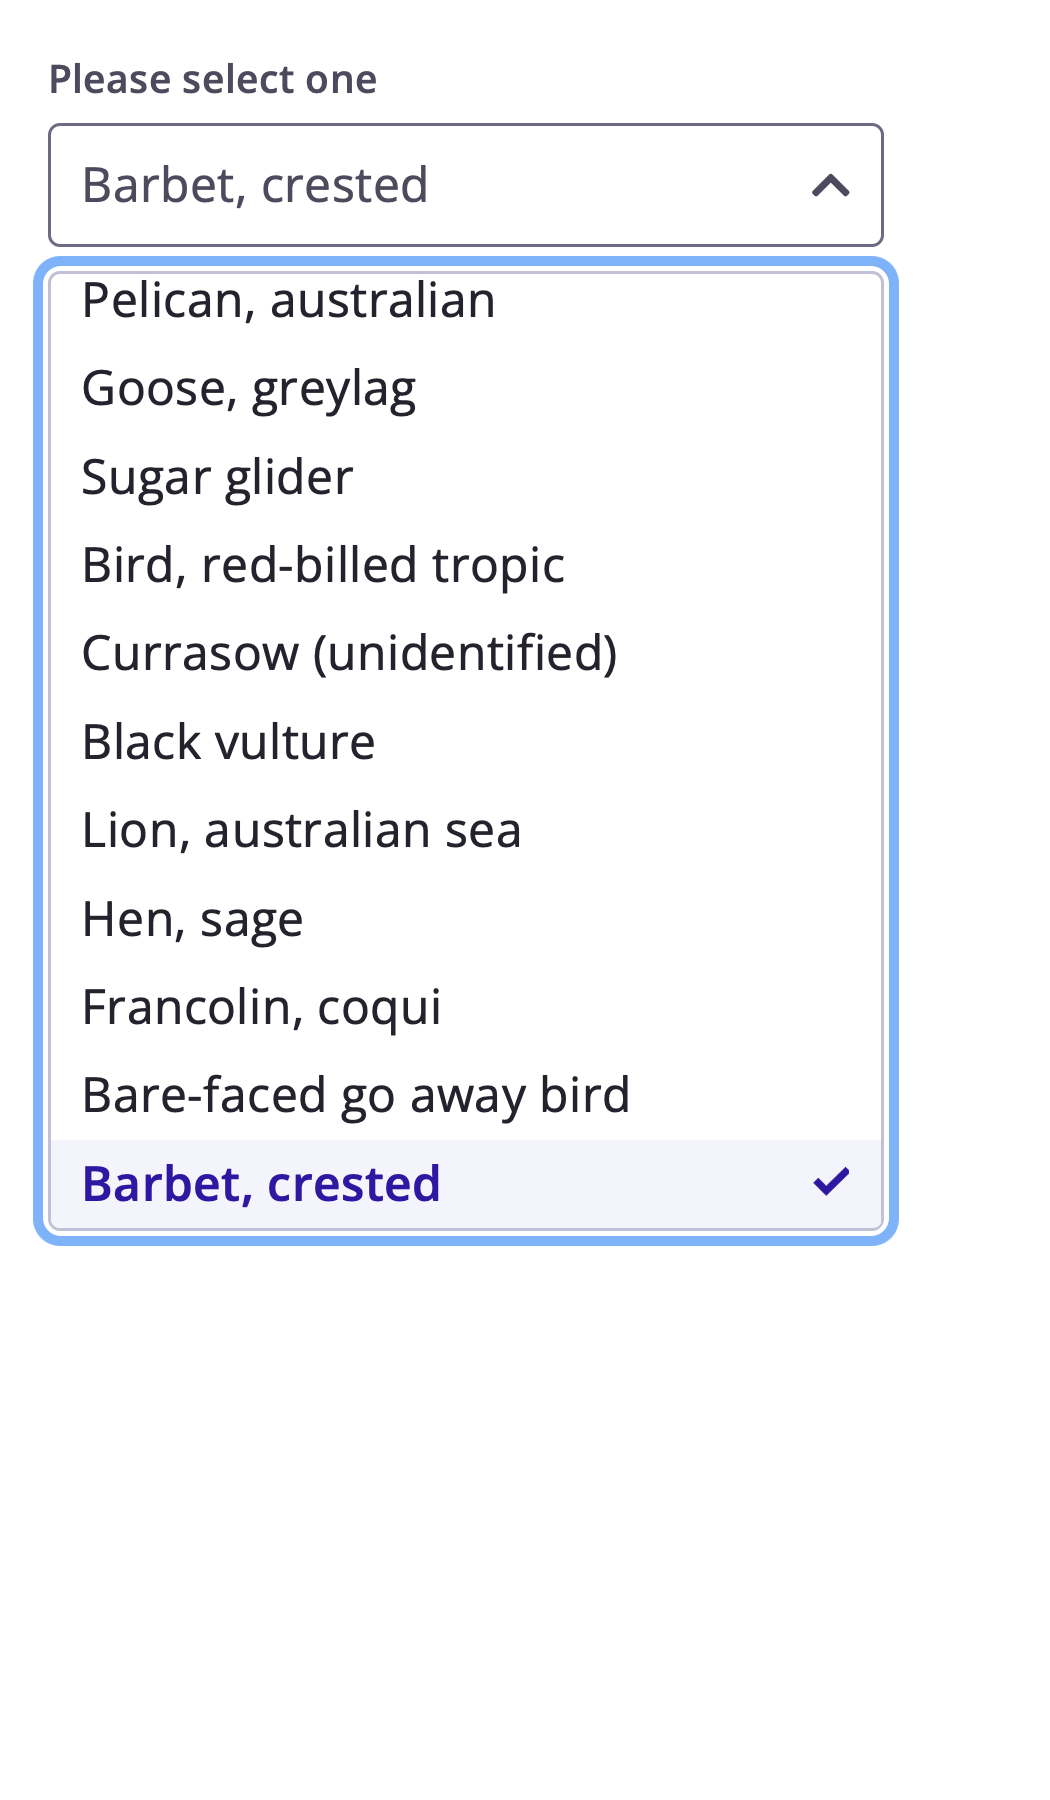 Please select one
Barbet, crested
Pelican, australian
Goose, greylag
Sugar glider
Bird, red-billed tropic
Currasow (unidentified)
Black vulture
Lion, australian sea
Hen, sage
Francolin, coqui
Bare-faced go away bird
Barbet, crested